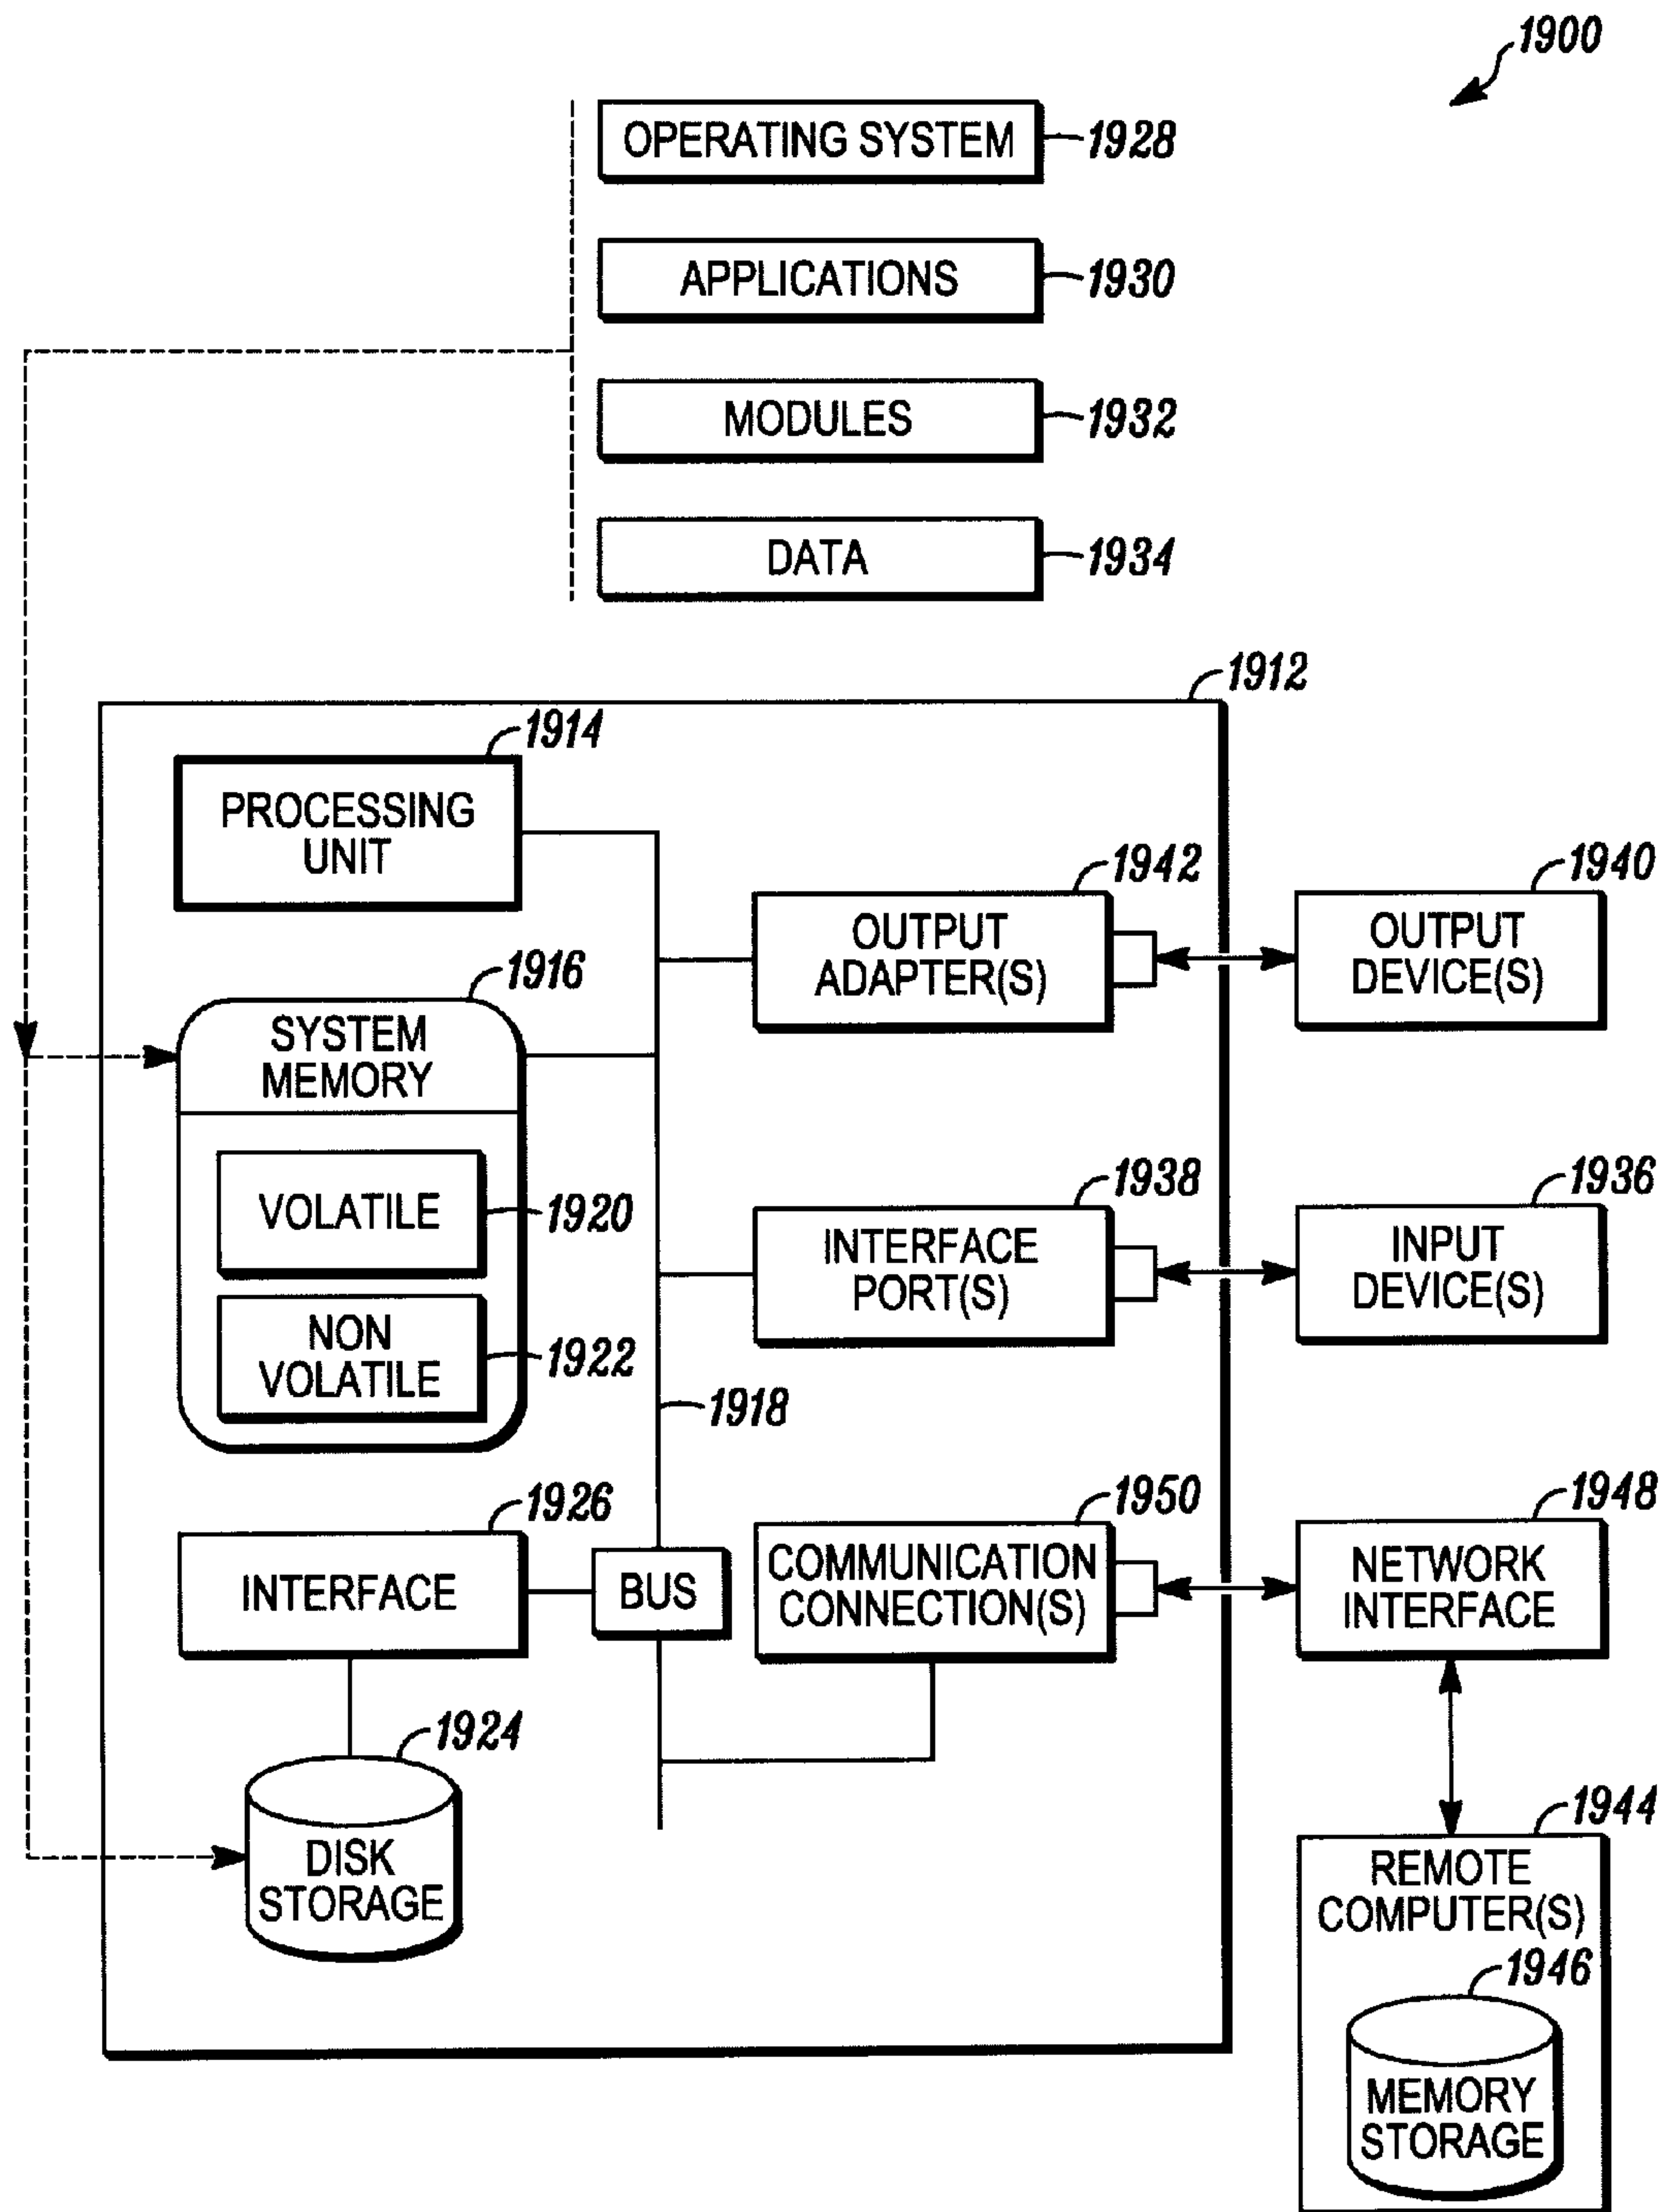 1900
OPERATING SYSTEM
1928
APPLICATIONS
1930
MODULES
1932
DATA
1934
1912
1914
PROCESSING
UNIT
1942
OUTPUT
ADAPTER(S)
1940
OUTPUT
DEVICE(S)
1916
SYSTEM
MEMORY
VOLATILE
1920
NON
VOLATILE
1922
1938
INTERFACE
PORT(S)
1936
INPUT
DEVICE(S)
1918
1926
INTERFACE
BUS
1950
COMMUNICATION
CONNECTION(S)
1948
NETWORK
INTERFACE
1924
DISK
STORAGE
1944
REMOTE
COMPUTER(S)
1946
MEMORY
STORAGE